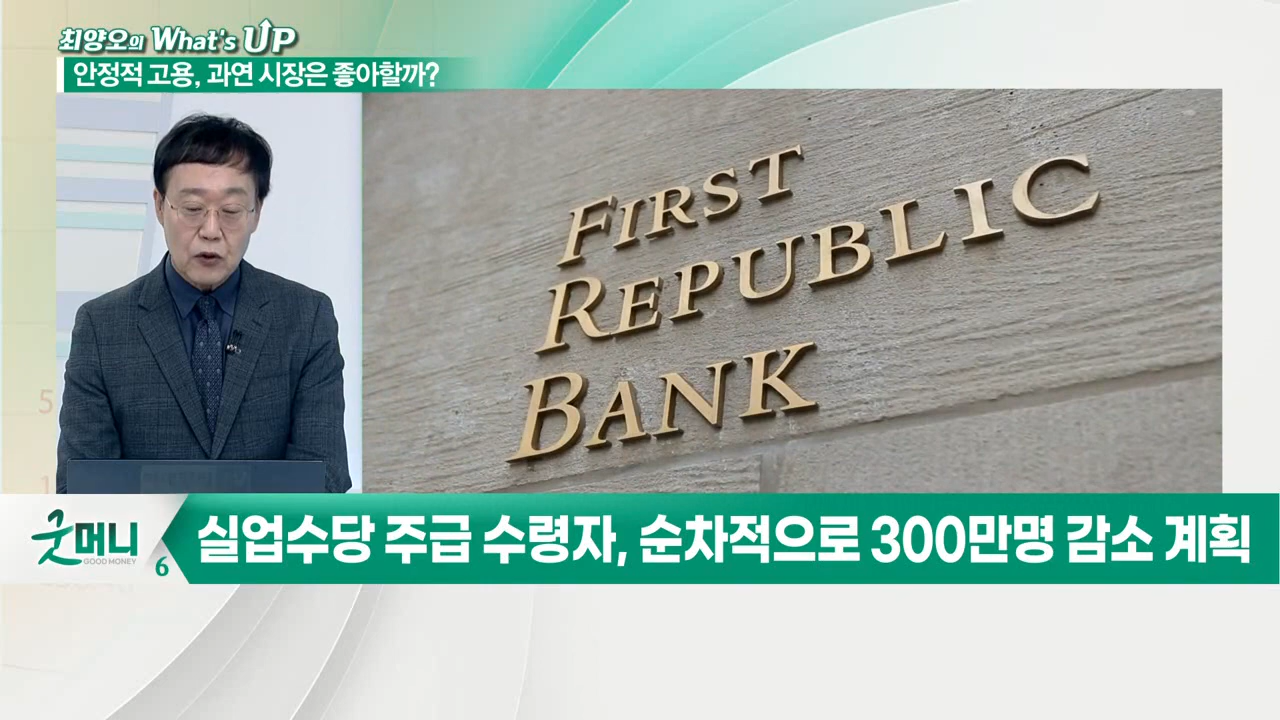 최양오의 What's UP
안정적 고용, 과연 시장은 좋아할까?
FIRST
REPUBLIC
BANK
5
1
굿머니
GOOD MONEY
6
실업수당 주급 수령자, 순차적으로 300만명 감소 계획